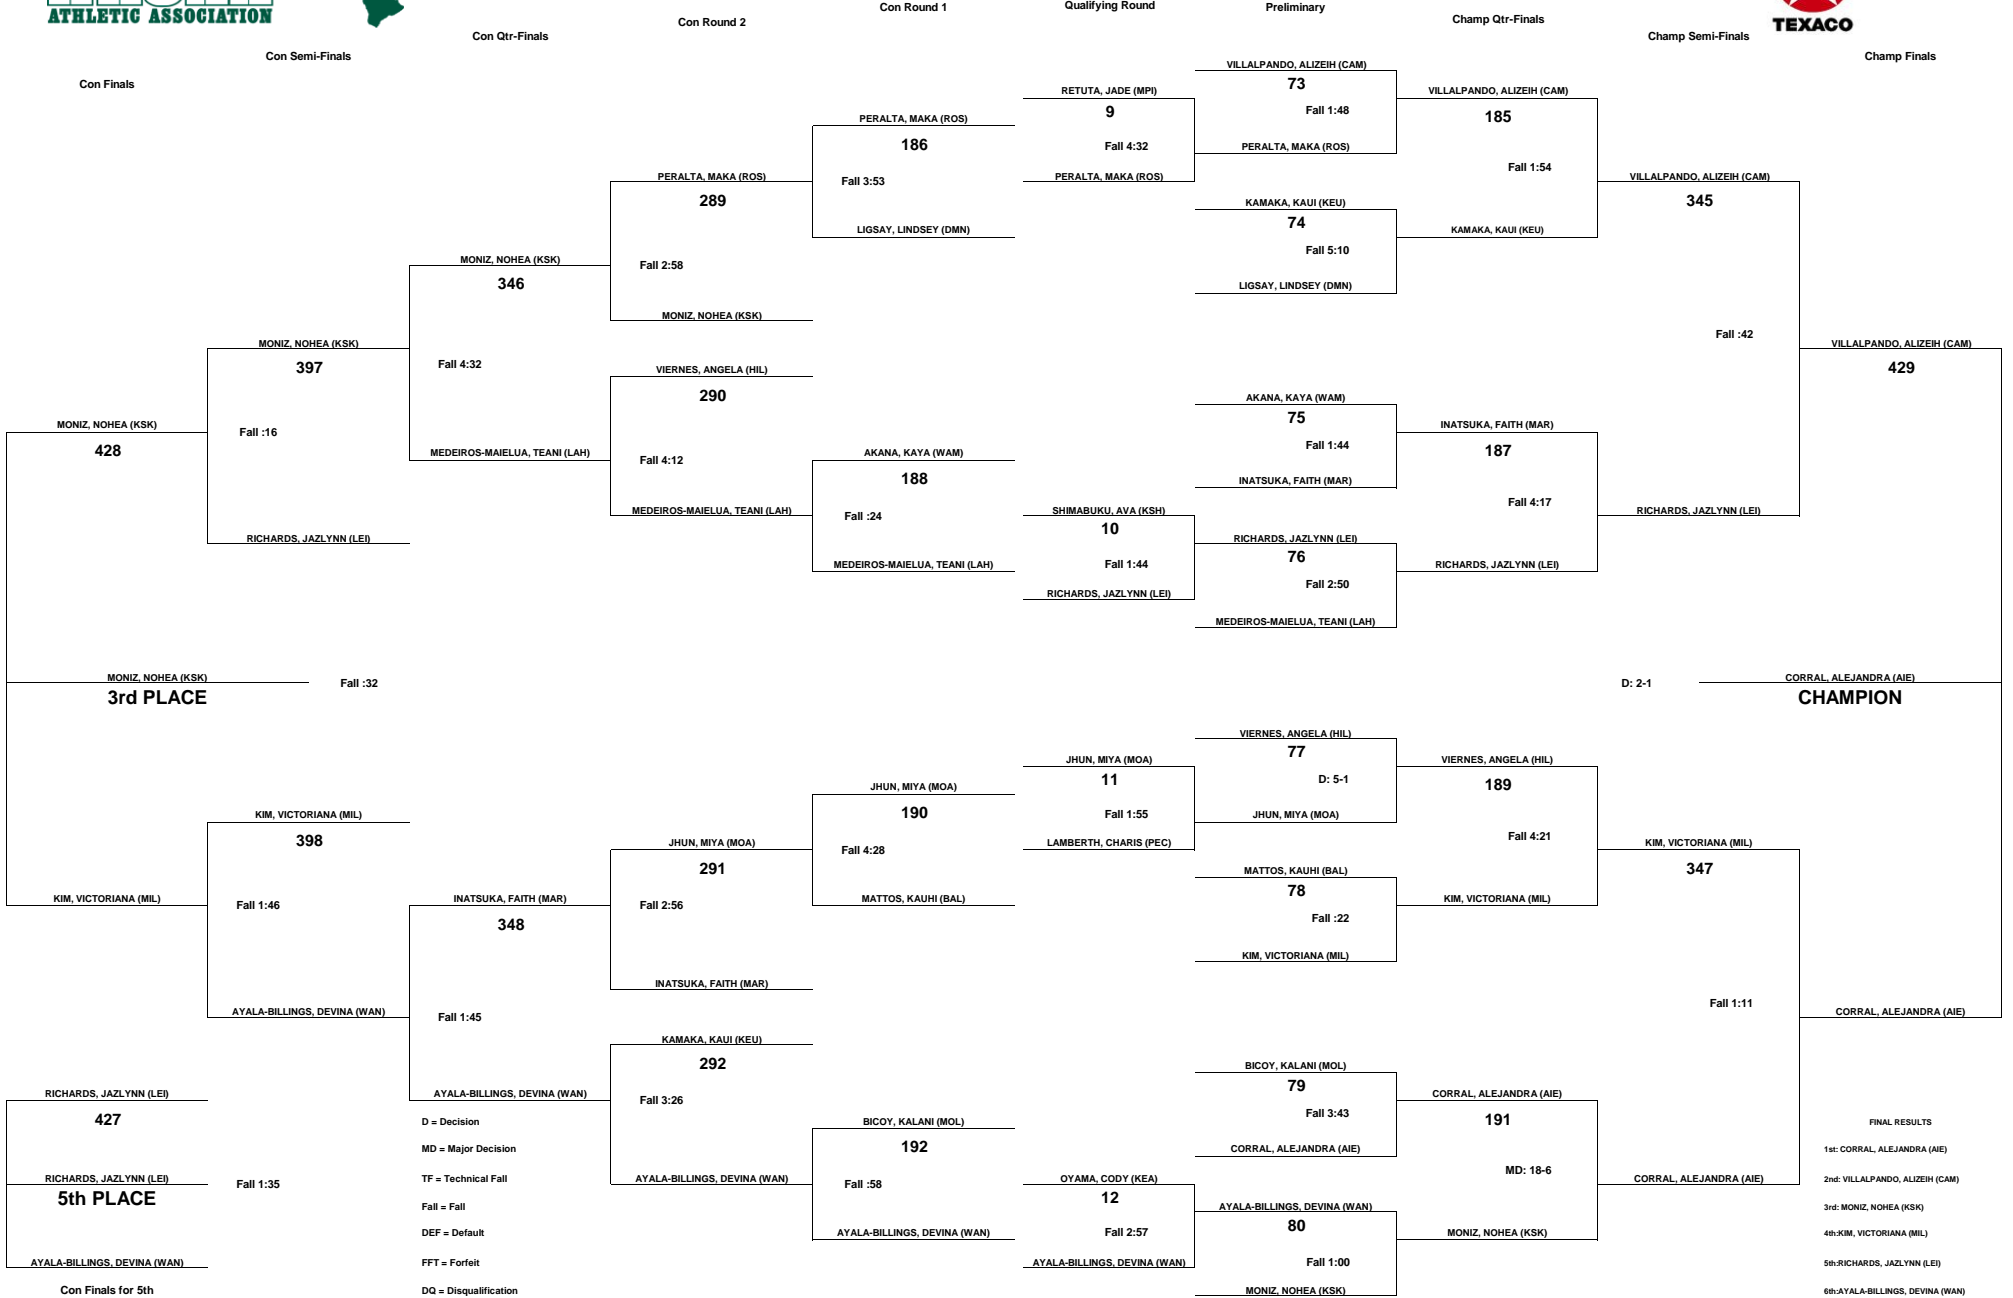 ATHLETIC ASSOCIATION
TEXACO
Con Finals
Con Semi-Finals
Con Qtr-Finals
Con Round 2
Con Round 1
Qualifying Round
Preliminary
Champ Qtr-Finals
Champ Semi-Finals
Champ Finals
MONIZ, NOHEA (KSK)
428
MONIZ, NOHEA (KSK)
3rd PLACE
Fall :32
KIM, VICTORIANA (MIL)
RICHARDS, JAZLYNN (LEI)
427
RICHARDS, JAZLYNN (LEI)
5th PLACE
Fall 1:35
AYALA-BILLINGS, DEVINA (WAN)
Con Finals for 5th
MONIZ, NOHEA (KSK)
397
Fall :16
RICHARDS, JAZLYNN (LEI)
KIM, VICTORIANA (MIL)
398
Fall 1:46
AYALA-BILLINGS, DEVINA (WAN)
MONIZ, NOHEA (KSK)
346
Fall 4:32
MEDEIROS-MAIELUA, TEANI (LAH)
INATSUKA, FAITH (MAR)
348
Fall 1:45
AYALA-BILLINGS, DEVINA (WAN)
D = Decision
MD = Major Decision
TF = Technical Fall
Fall = Fall
DEF = Default
FFT = Forfeit
DQ = Disqualification
PERALTA, MAKA (ROS)
289
Fall 2:58
MONIZ, NOHEA (KSK)
VIERNES, ANGELA (HIL)
290
Fall 4:12
MEDEIROS-MAIELUA, TEANI (LAH)
JHUN, MIYA (MOA)
291
Fall 2:56
INATSUKA, FAITH (MAR)
KAMAKA, KAUI (KEU)
292
Fall 3:26
AYALA-BILLINGS, DEVINA (WAN)
PERALTA, MAKA (ROS)
186
Fall 3:53
LIGSAY, LINDSEY (DMN)
AKANA, KAYA (WAM)
188
Fall :24
MEDEIROS-MAIELUA, TEANI (LAH)
JHUN, MIYA (MOA)
190
Fall 4:28
MATTOS, KAUHI (BAL)
BICOY, KALANI (MOL)
192
Fall :58
AYALA-BILLINGS, DEVINA (WAN)
RETUTA, JADE (MPI)
9
Fall 4:32
PERALTA, MAKA (ROS)
SHIMABUKU, AVA (KSH)
10
Fall 1:44
RICHARDS, JAZLYNN (LEI)
JHUN, MIYA (MOA)
11
Fall 1:55
LAMBERTH, CHARIS (PEC)
OYAMA, CODY (KEA)
12
Fall 2:57
AYALA-BILLINGS, DEVINA (WAN)
VILLALPANDO, ALIZEIH (CAM)
73
Fall 1:48
PERALTA, MAKA (ROS)
KAMAKA, KAUI (KEU)
74
Fall 5:10
LIGSAY, LINDSEY (DMN)
AKANA, KAYA (WAM)
75
Fall 1:44
INATSUKA, FAITH (MAR)
RICHARDS, JAZLYNN (LEI)
76
Fall 2:50
MEDEIROS-MAIELUA, TEANI (LAH)
VIERNES, ANGELA (HIL)
77
D: 5-1
JHUN, MIYA (MOA)
MATTOS, KAUHI (BAL)
78
Fall :22
KIM, VICTORIANA (MIL)
BICOY, KALANI (MOL)
79
Fall 3:43
CORRAL, ALEJANDRA (AIE)
AYALA-BILLINGS, DEVINA (WAN)
80
Fall 1:00
MONIZ, NOHEA (KSK)
VILLALPANDO, ALIZEIH (CAM)
185
Fall 1:54
KAMAKA, KAUI (KEU)
INATSUKA, FAITH (MAR)
187
Fall 4:17
RICHARDS, JAZLYNN (LEI)
VIERNES, ANGELA (HIL)
189
Fall 4:21
KIM, VICTORIANA (MIL)
CORRAL, ALEJANDRA (AIE)
191
MD: 18-6
MONIZ, NOHEA (KSK)
VILLALPANDO, ALIZEIH (CAM)
345
Fall :42
RICHARDS, JAZLYNN (LEI)
KIM, VICTORIANA (MIL)
347
Fall 1:11
CORRAL, ALEJANDRA (AIE)
VILLALPANDO, ALIZEIH (CAM)
429
D: 2-1
CORRAL, ALEJANDRA (AIE)
CHAMPION
CORRAL, ALEJANDRA (AIE)
FINAL RESULTS
1st: CORRAL, ALEJANDRA (AIE)
2nd: VILLALPANDO, ALIZEIH (CAM)
3rd: MONIZ, NOHEA (KSK)
4th:KIM, VICTORIANA (MIL)
5th:RICHARDS, JAZLYNN (LEI)
6th:AYALA-BILLINGS, DEVINA (WAN)